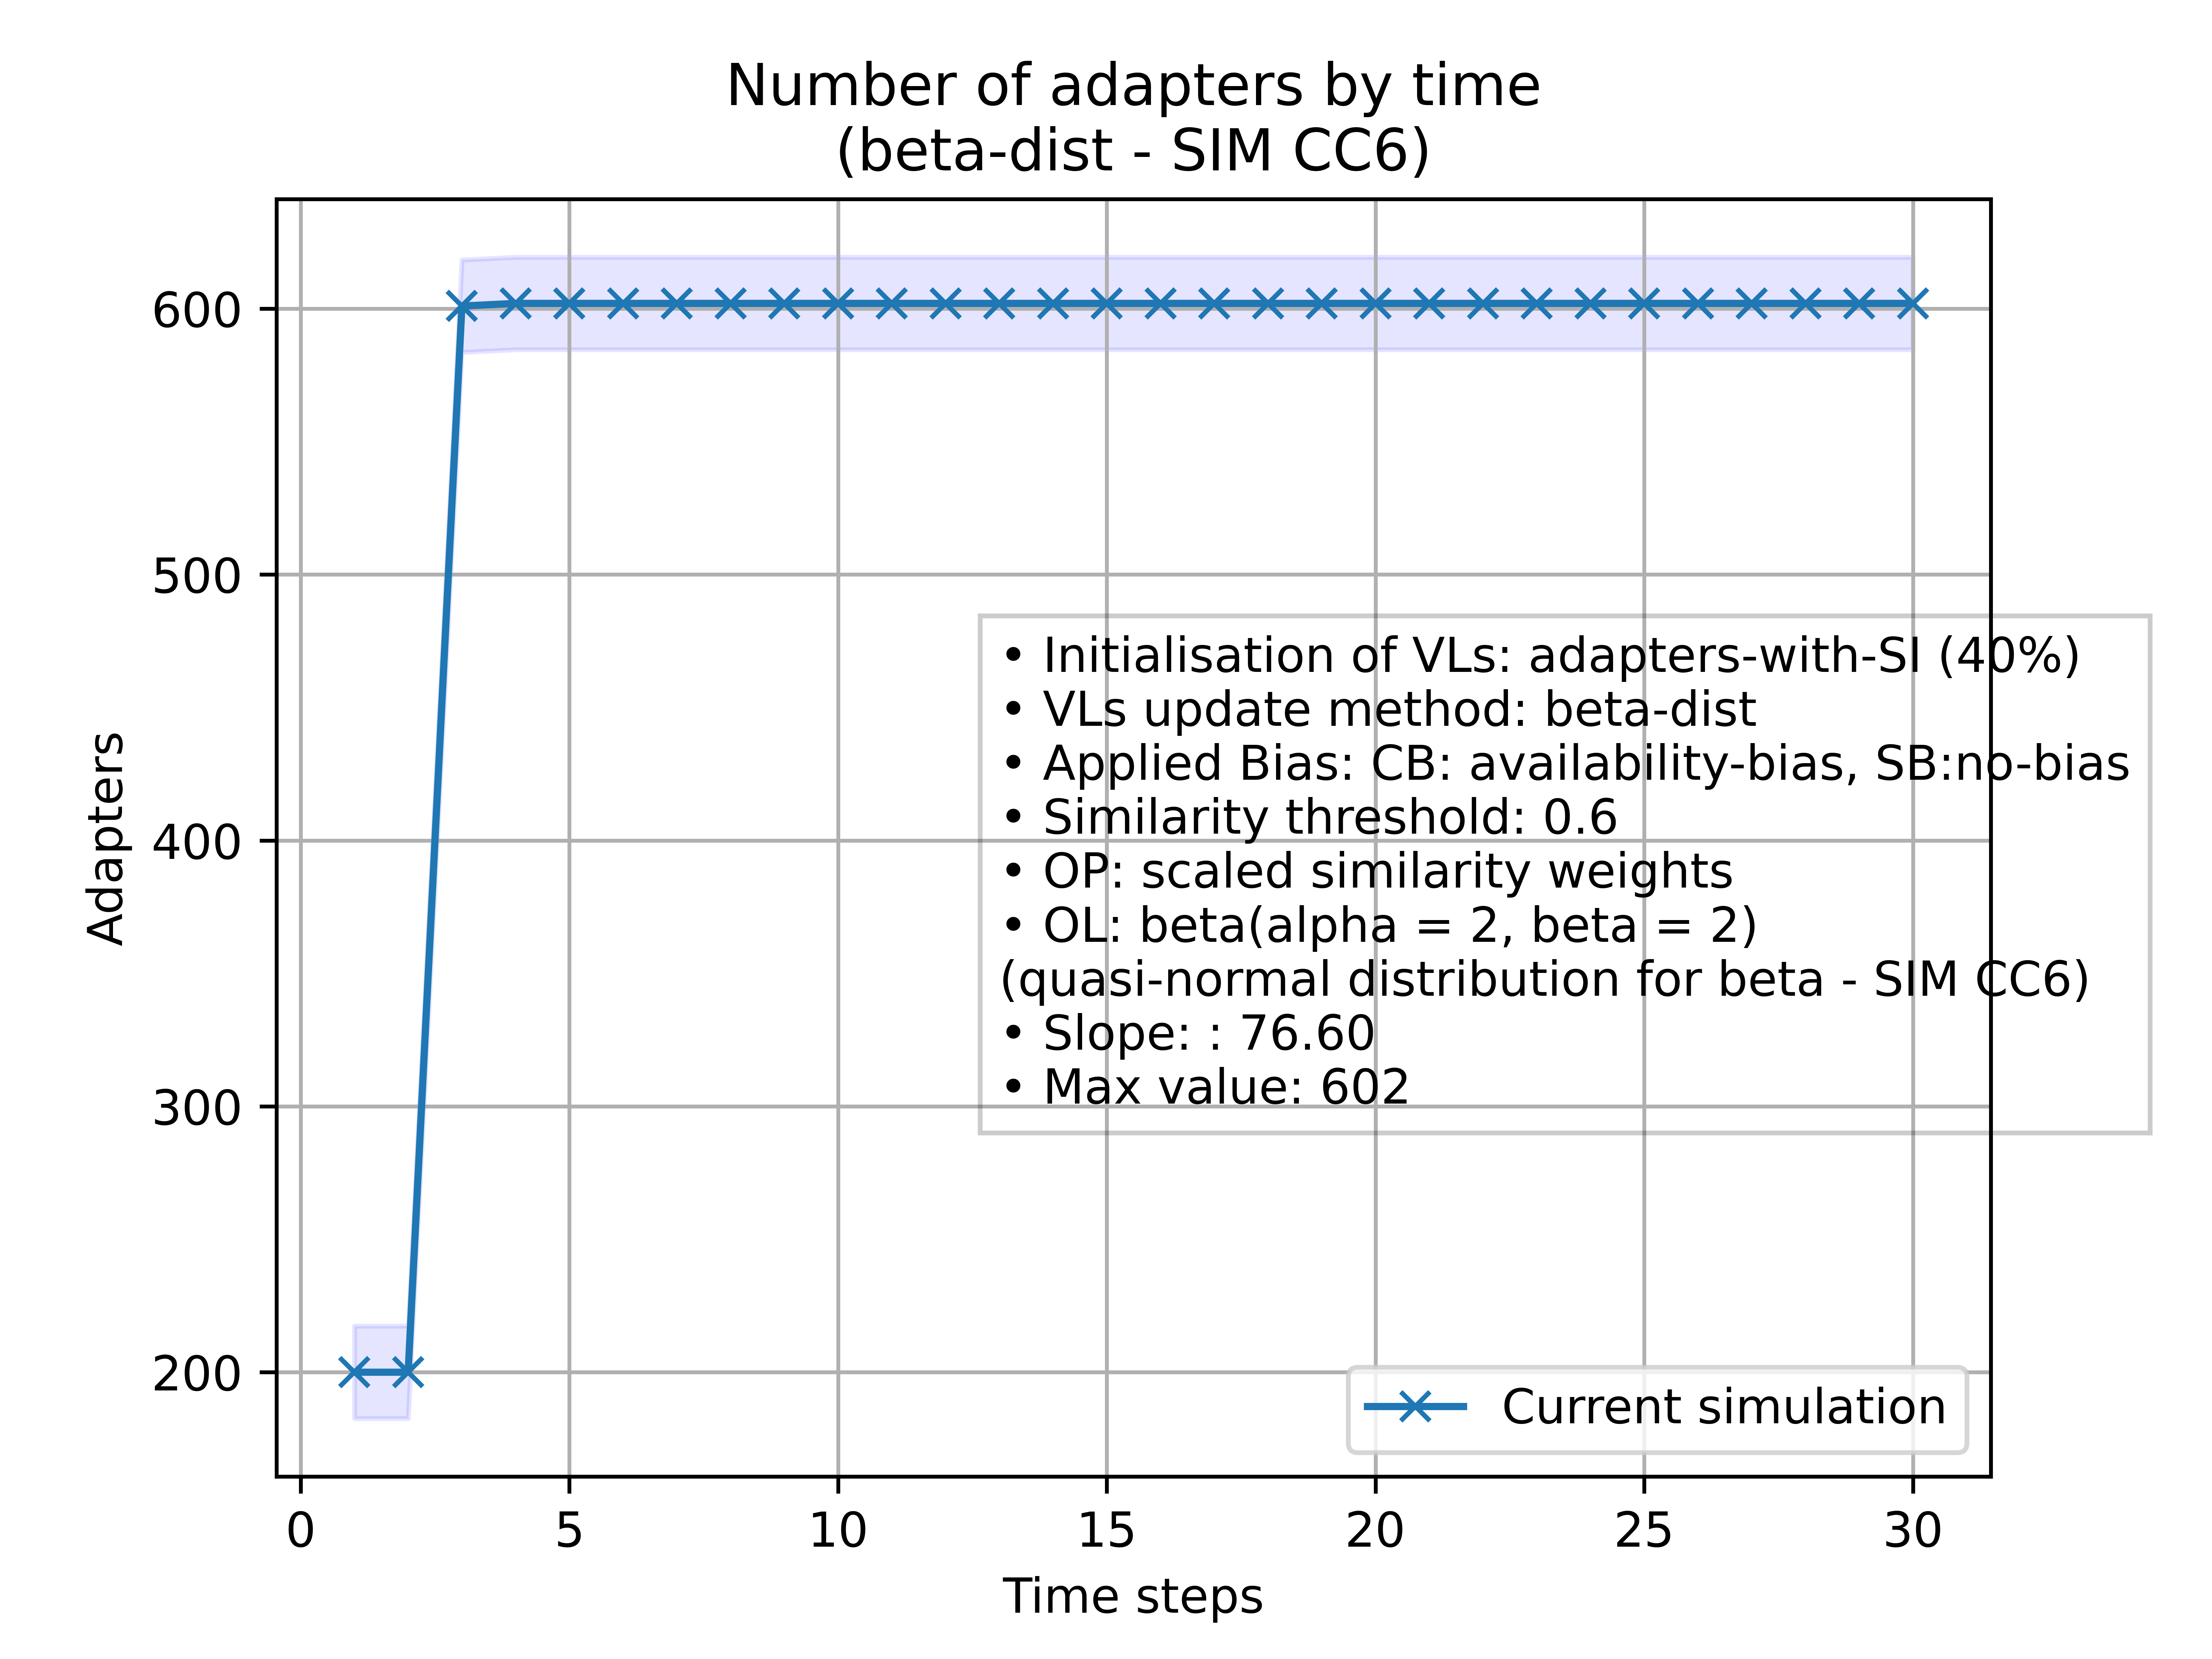 Number of adapters by time
(beta-dist - SIM CC6)
600
500
400
300
200
Adapters
• Initialisation of VLs: adapters-with-SI (40%)
• VLs update method: beta-dist
• Applied Bias: CB: availability-bias, SB:no-bias
• Similarity threshold: 0.6
• OP: scaled similarity weights
• OL: beta(alpha = 2, beta = 2)
(quasi-normal distribution for beta - SIM CC6)
• Slope: : 76.60
• Max value: 602
Current simulation
0 5 10 15 20 25 30
Time steps